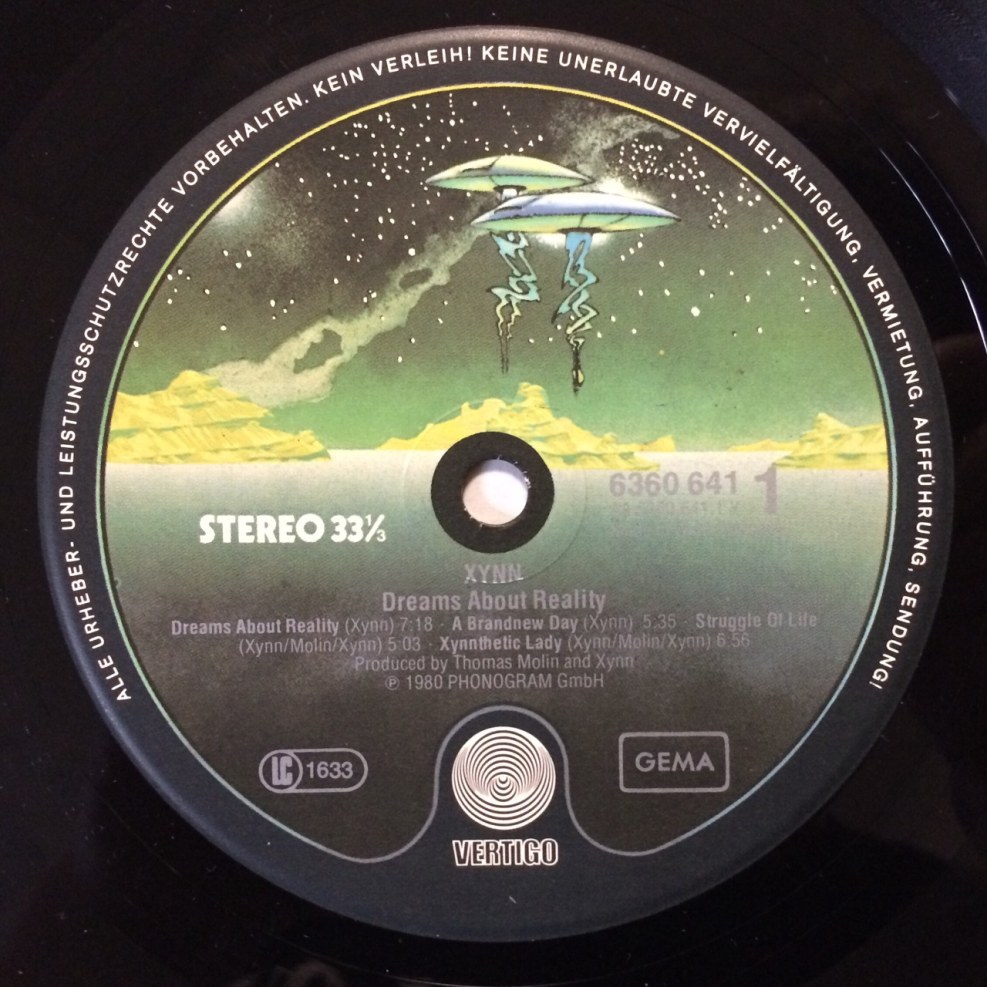 ALLE URHEBER- UND LEISTUNGSSCHUTZRECHTE VORBEHALTEN. KEIN VERLEIH! KEINE UNERLAUBTE VERVIELFÄLTIGUNG, VERMIETUNG, AUFFÜHRUNG, SENDUNG!
6360 641 1
STEREO 33⅓
XYNN
Dreams About Reality
Dreams About Reality (Xynn) 7:18 · A Brandnew Day (Xynn) 5.36 · Struggle Of Life
(Xynn/Molin/Xynn) 5:03 · Xynnthetic Lady (Xynn/Molin/Xynn) 6.56
Produced by Thomas Molin and Xynn
℗ 1980 PHONOGRAM GmbH
LC 1633
GEMA
VERTIGO